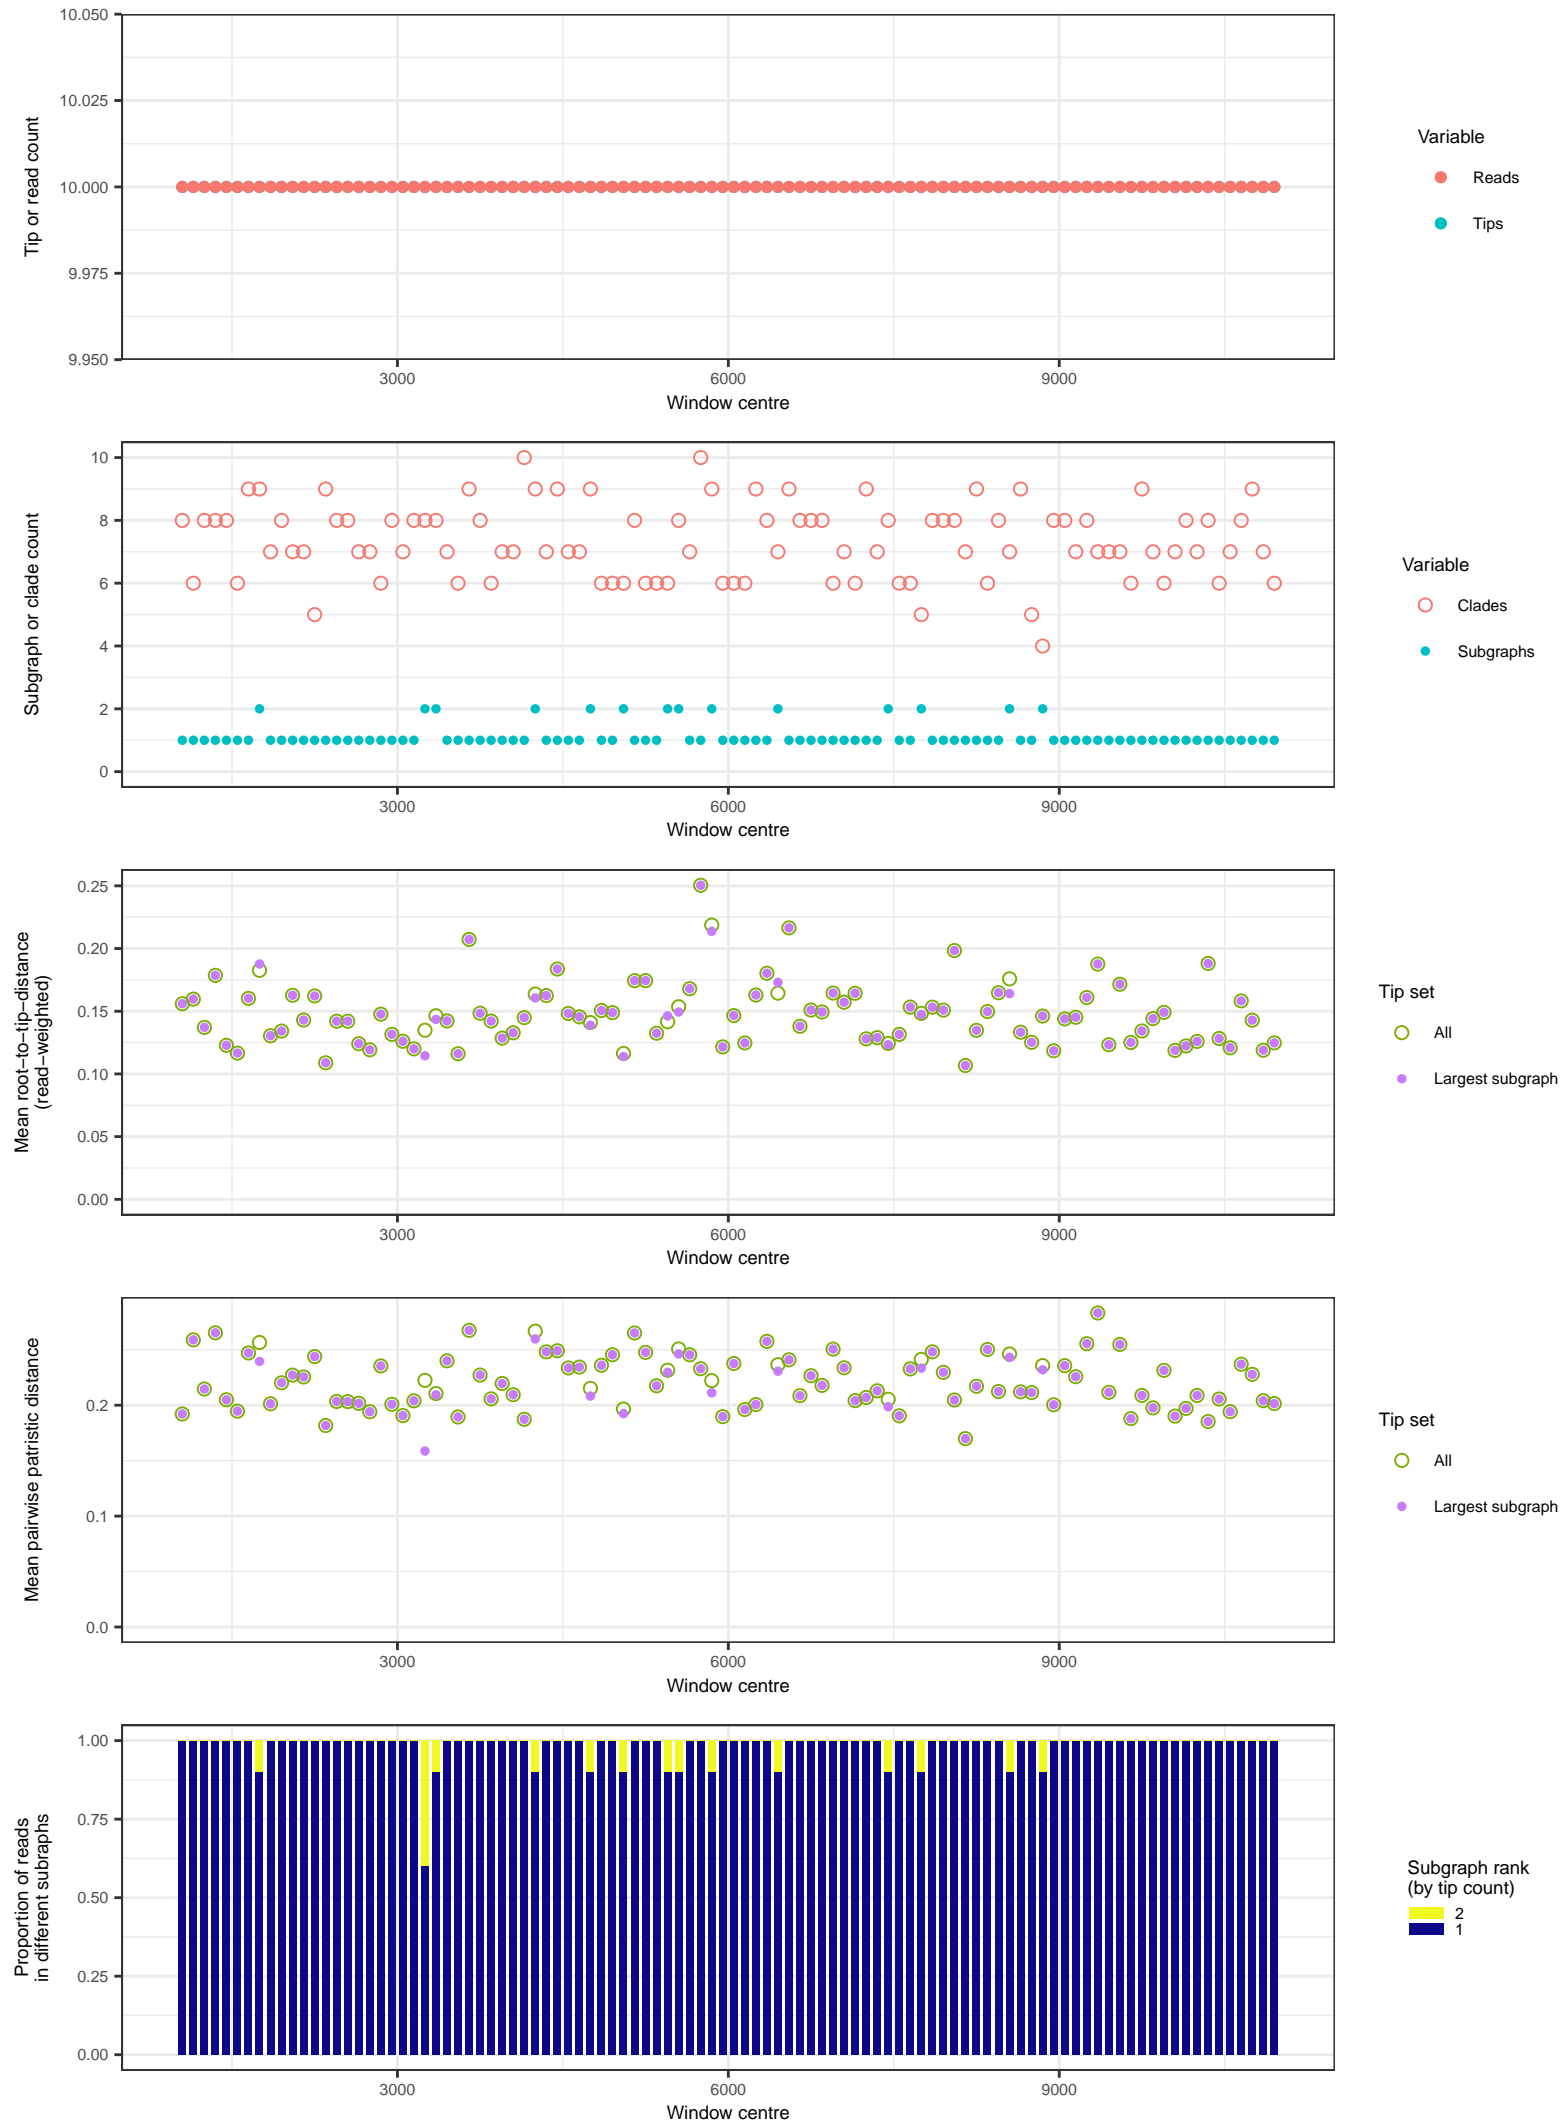 10.050
10.025
10.000
9.975
9.950
Tip or read count
3000 6000 9000
Window centre
Variable
Reads
Tips
10
8
6
4
2
0
Subgraph or clade count
3000 6000 9000
Window centre
Variable
Clades
Subgraphs
0.25
0.20
0.15
0.10
0.05
0.00
Mean root−to−tip−distance
(read−weighted)
3000 6000 9000
Window centre
Tip set
All
Largest subgraph
0.2
0.1
0.0
Mean pairwise patristic distance
3000 6000 9000
Window centre
Tip set
All
Largest subgraph
1.00
0.75
0.50
0.25
0.00
Proportion of reads
in different subraphs
3000 6000 9000
Window centre
Subgraph rank
(by tip count)
2
1